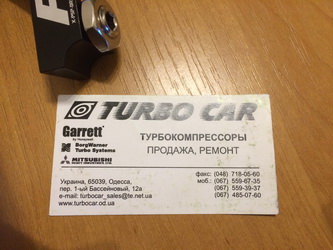 TURBO CAR
Garrett
by Honeywell
BorgWarner
Turbo Systems
MITSUBISHI
ТУРБОКОМПРЕССОРЫ
ПРОДАЖА, РЕМОНТ
Украина, 65039, Одесса,
пер. 1-ый Бассейновый, 12а
e-mail: turbocar_sales@te.net.ua
www.turbocar.od.ua
факс: (048) 718-05-60
моб.: (067) 559-67-35
(067) 559-39-37
(067) 485-07-60